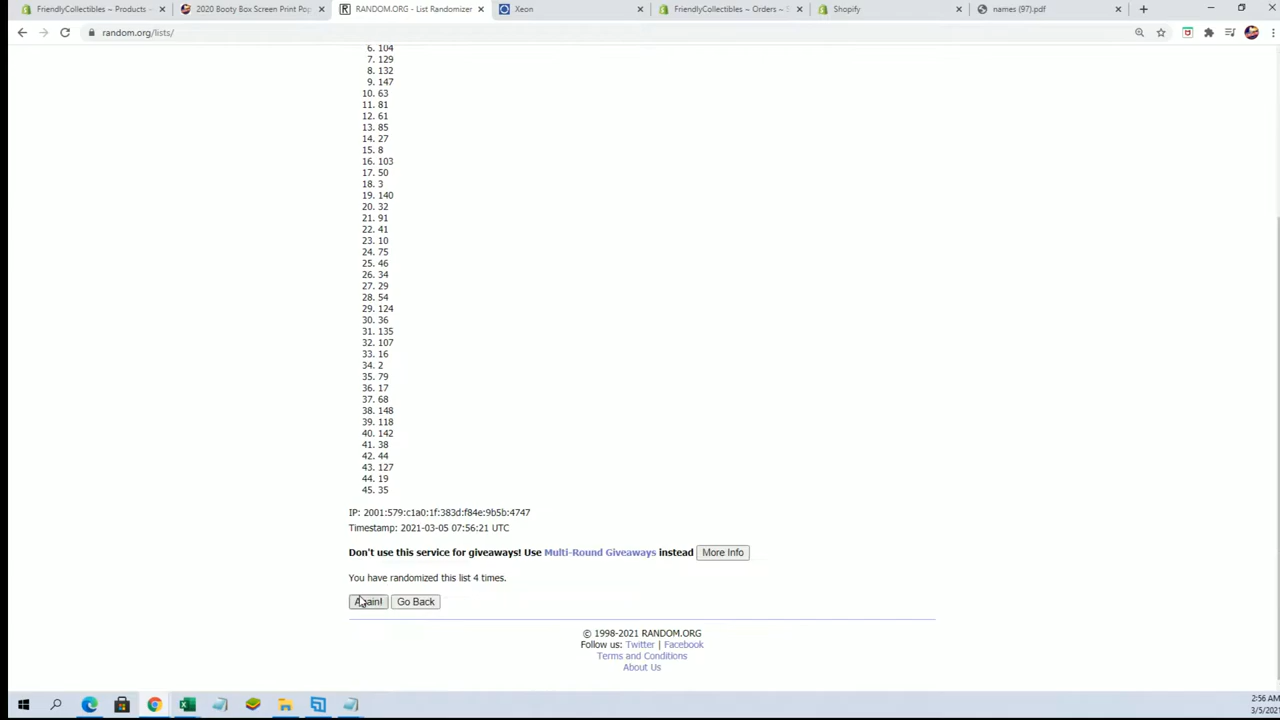 FriendlyCollectibles ~ Products ~
2020 Booty Box Screen Print Pop
RANDOM.ORG - List Randomizer
Xeon
FriendlyCollectibles ~ Orders ~ S
Shopify
names (97).pdf
random.org/lists/
6. 104
7. 129
8. 132
9. 147
10. 63
11. 81
12. 61
13. 85
14. 27
15. 8
16. 103
17. 50
18. 3
19. 140
20. 32
21. 91
22. 41
23. 10
24. 75
25. 46
26. 34
27. 29
28. 54
29. 124
30. 36
31. 135
32. 107
33. 16
34. 2
35. 79
36. 17
37. 68
38. 148
39. 118
40. 142
41. 38
42. 44
43. 127
44. 19
45. 35
IP: 2001:579:c1a0:1f:383d:f84e:9b5b:4747
Timestamp: 2021-03-05 07:56:21 UTC
Don't use this service for giveaways! Use Multi-Round Giveaways instead More Info
You have randomized this list 4 times.
Again! Go Back
© 1998-2021 RANDOM.ORG
Follow us: Twitter | Facebook
Terms and Conditions
About Us
2:56 AM
3/5/2021